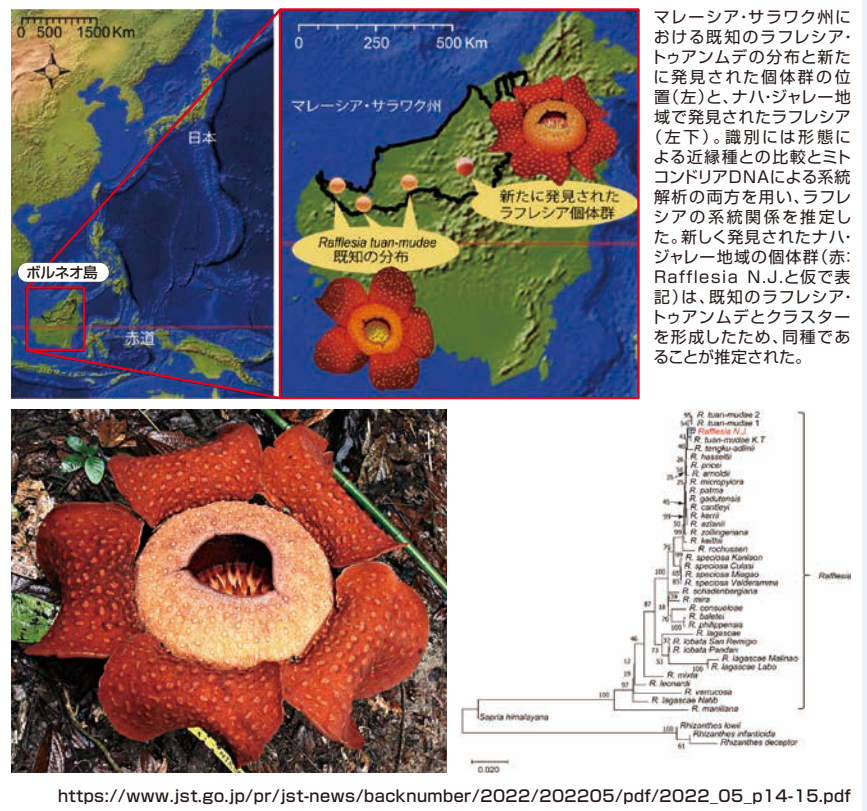 0 500 1500Km
日本
ボルネオ島
赤道
0 250 500 Km
マレーシア・サラワク州
新たに発見された
ラフレシア個体群
Rafflesia tuan-mudae
既知の分布
マレーシア・サラワク州に
おける既知のラフレシア・
トゥアンムデの分布と新た
に発見された個体群の位
置(左)と、ナハ・ジャレー地
域で発見されたラフレシア
(左下)。識別には形態に
よる近縁種との比較とミト
コンドリアDNAによる系統
解析の両方を用い、ラフレ
シアの系統関係を推定し
た。新しく発見されたナハ・
ジャレー地域の個体群(赤:
Rafflesia N.J.と仮で表
記)は、既知のラフレシア・
トゥアンムデとクラスター
を形成したため、同種であ
ることが推定された。
R. tuan-mudae 2
R. tuan-mudae 1
Rafflesia N.J.
R. tuan-mudae K.T.
R. tengku-adlinii
R. hasseltii
R. pricei
R. arnoldii
R. micropylora
R. patma
R. gadutensis
R. cantleyi
R. kerrii
R. azlanii
R. zollingeriana
R. keithii
R. rochussen
R. speciosa Kanlaon
R. speciosa Culasi
R. speciosa Miagao
R. speciosa Valderamma
R. schadenbergiana
R. mira
R. consueloae
R. baletei
R. philippensis
R. lagascae
R. lobata San Remigio
R. lobata Pandan
R. lagascae Malinao
R. lagascae Labo
R. mixta
R. leonardi
R. verrucosa
R. lagascae Natib
R. manillana
Rafflesia
Sapria himalayana
Rhizanthes lowii
Rhizanthes infanticida
Rhizanthes deceptor
0.020
https://www.jst.go.jp/pr/jst-news/backnumber/2022/202205/pdf/2022_05_p14-15.pdf